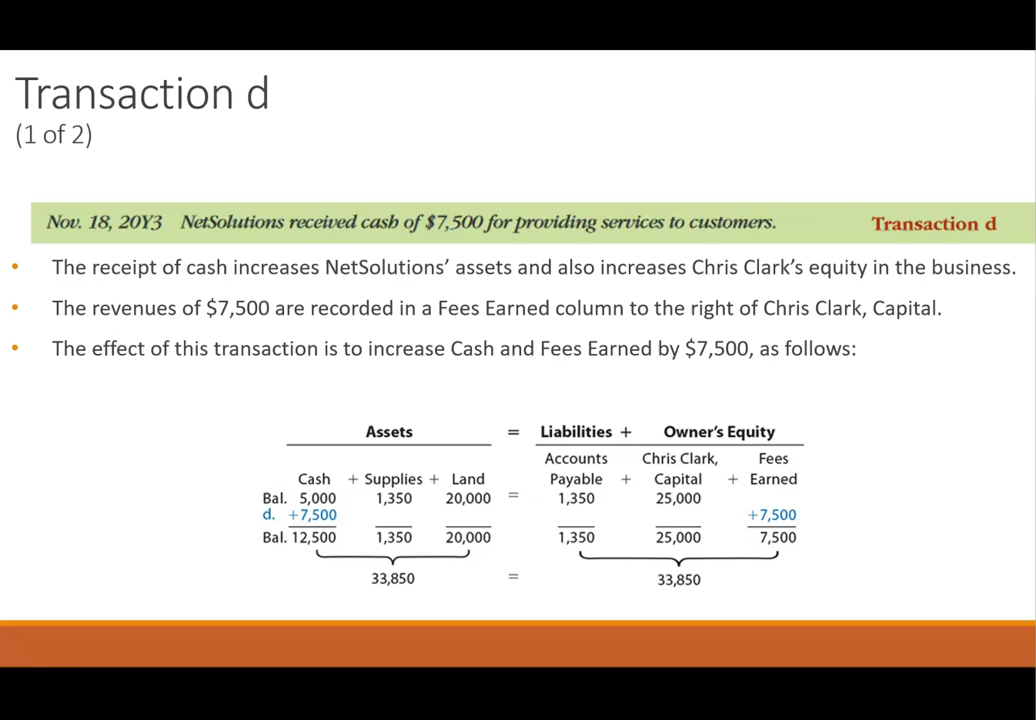 Transaction d
(1 of 2)
Nov. 18, 20Y3 NetSolutions received cash of $7,500 for providing services to customers. Transaction d
• The receipt of cash increases NetSolutions’ assets and also increases Chris Clark’s equity in the business.
• The revenues of $7,500 are recorded in a Fees Earned column to the right of Chris Clark, Capital.
• The effect of this transaction is to increase Cash and Fees Earned by $7,500, as follows:
Assets = Liabilities + Owner’s Equity
Accounts Chris Clark, Fees
Cash + Supplies + Land Payable + Capital + Earned
Bal. 5,000 1,350 20,000 = 1,350 25,000
d. +7,500 +7,500
Bal. 12,500 1,350 20,000 1,350 25,000 7,500
33,850 = 33,850